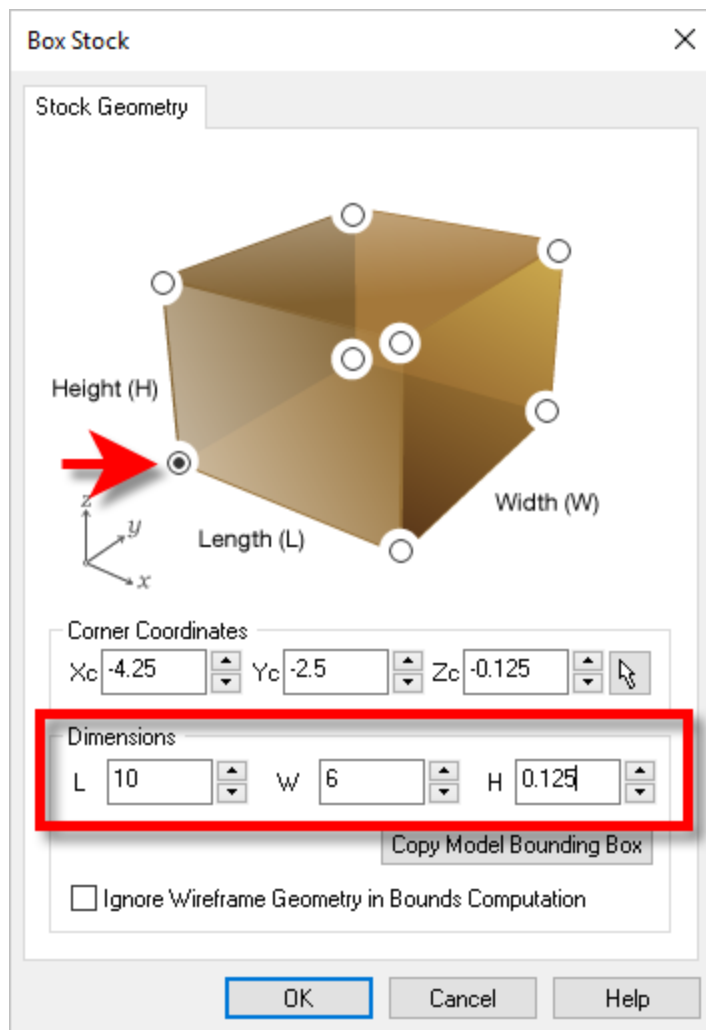 Box Stock
Stock Geometry
Height (H)
z
y
x
Length (L)
Width (W)
Corner Coordinates
Xc -4.25 Yc -2.5 Zc -0.125
Dimensions
L 10 W 6 H 0.125
Copy Model Bounding Box
Ignore Wireframe Geometry in Bounds Computation
OK Cancel Help